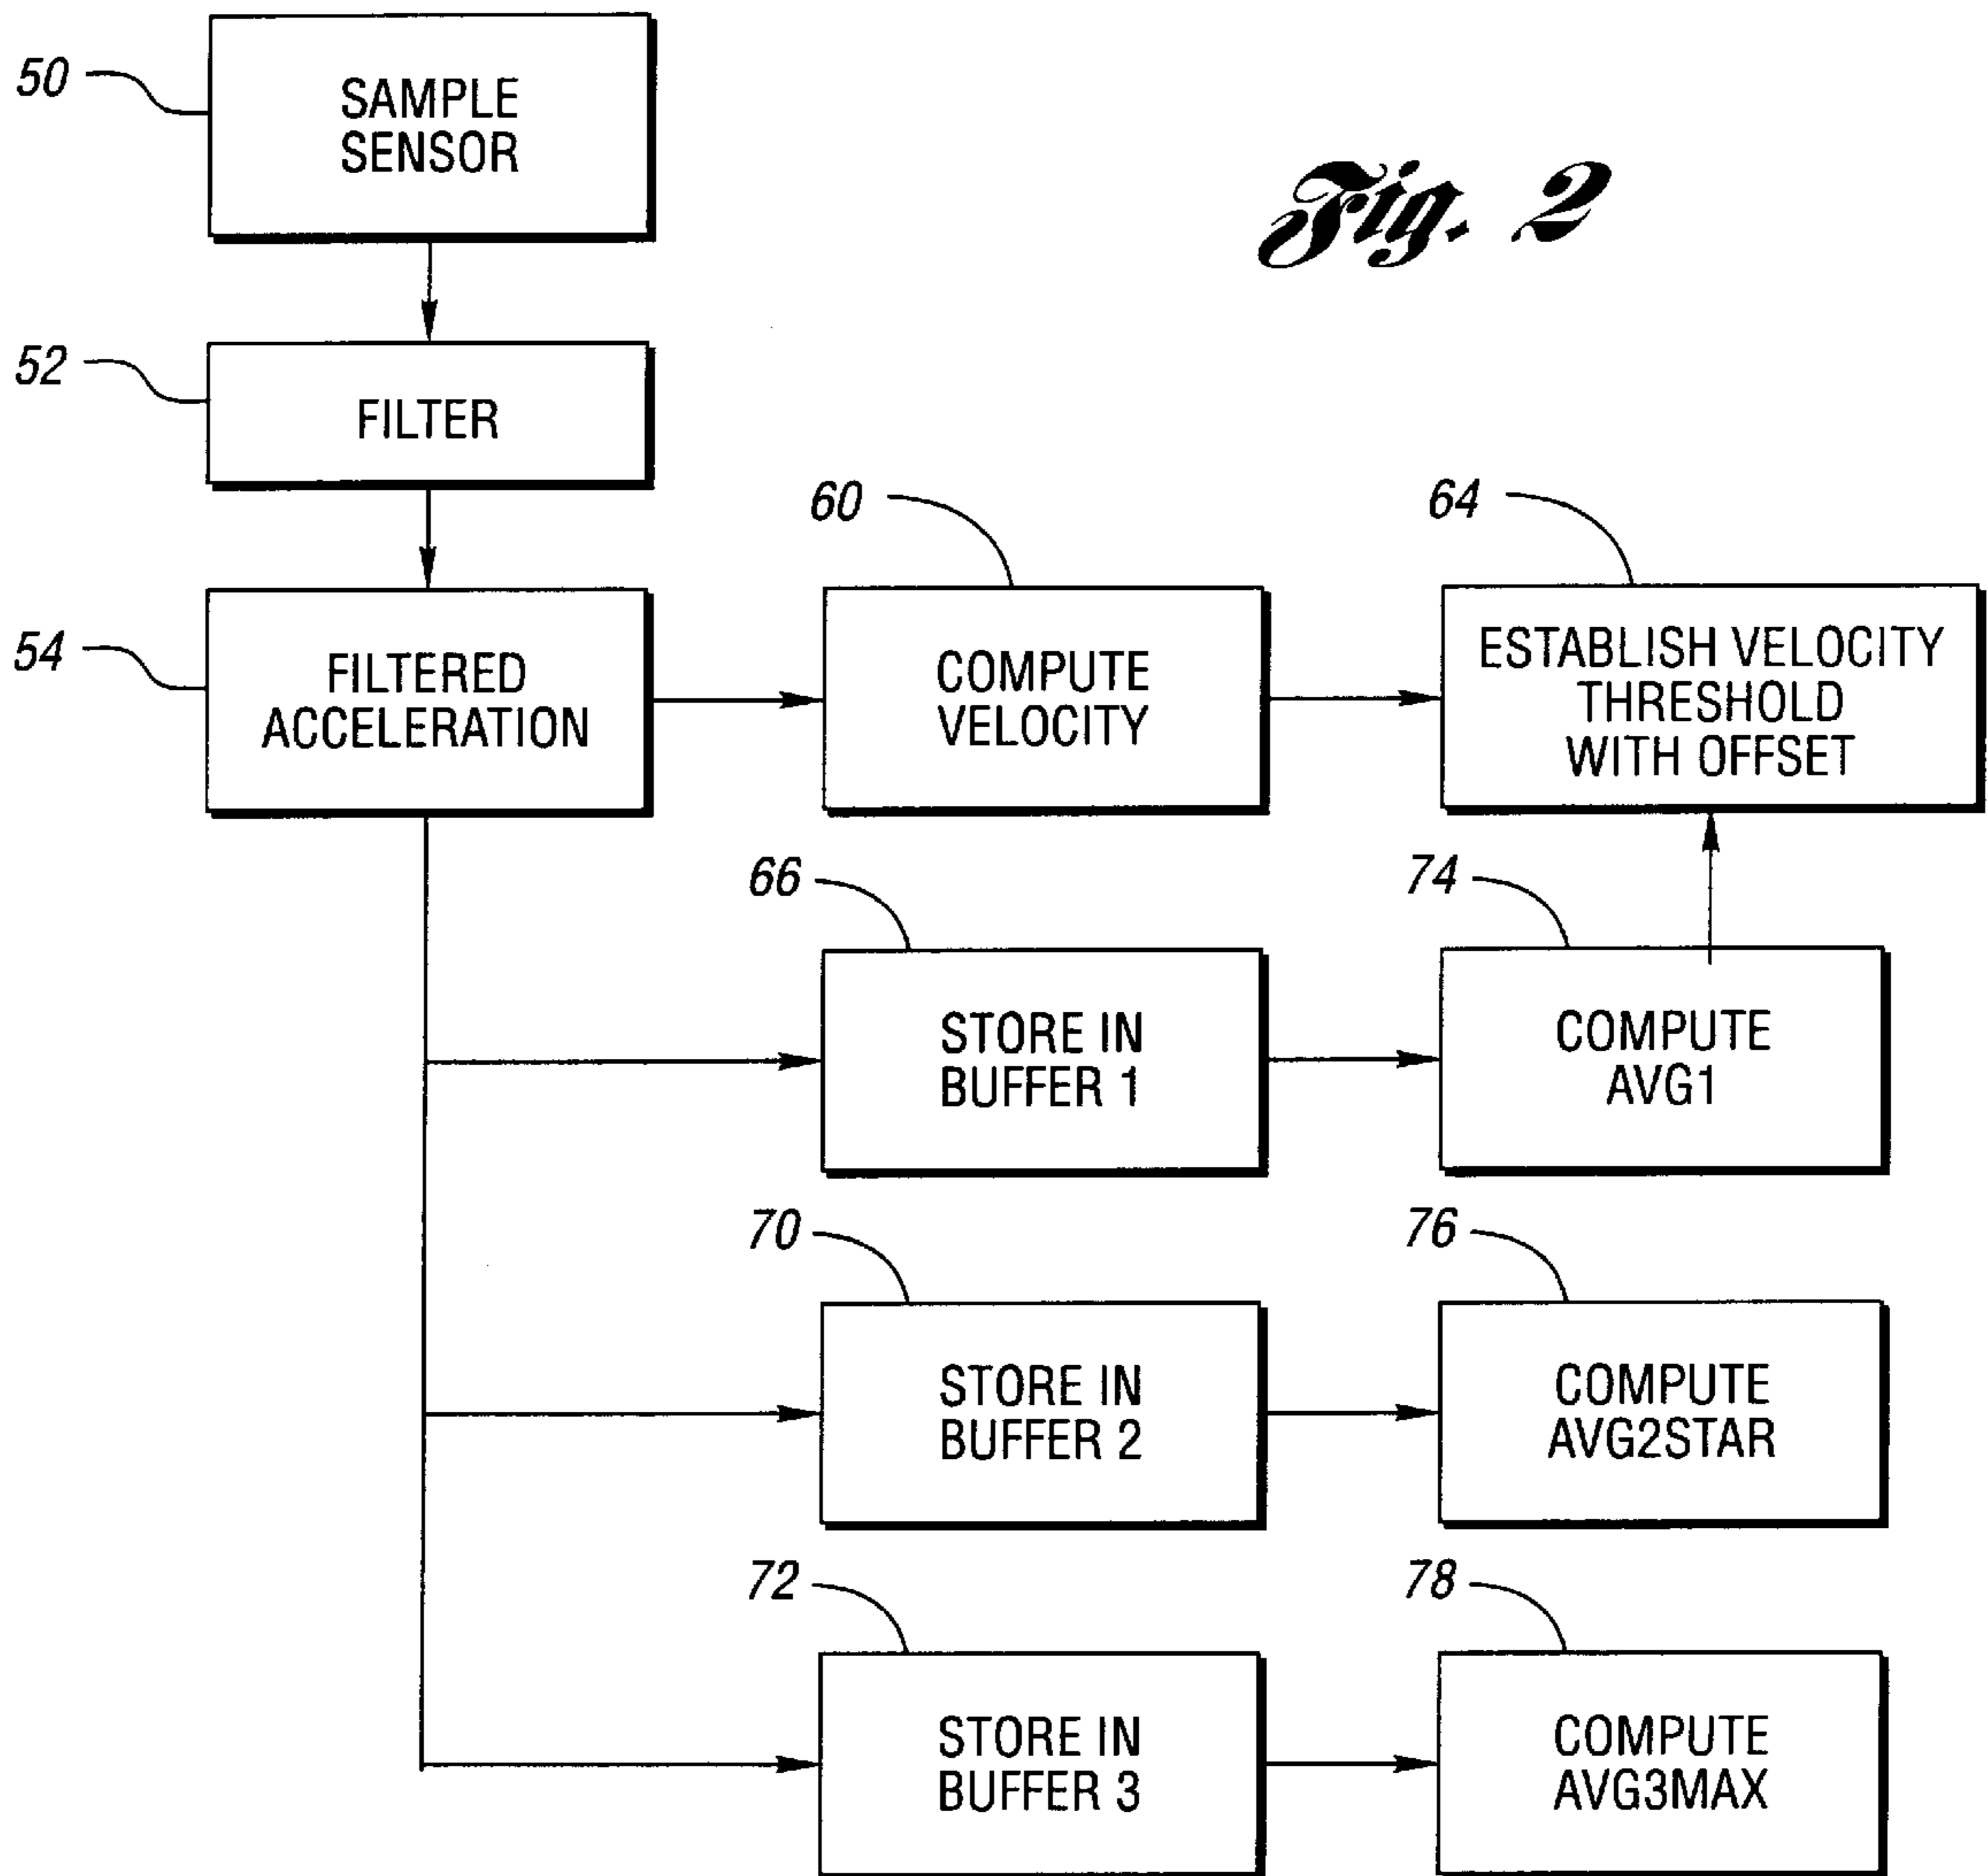 Fig. 2
50
SAMPLE
SENSOR
52
FILTER
54
FILTERED
ACCELERATION
60
COMPUTE
VELOCITY
64
ESTABLISH VELOCITY
THRESHOLD
WITH OFFSET
66
STORE IN
BUFFER 1
74
COMPUTE
AVG1
70
STORE IN
BUFFER 2
76
COMPUTE
AVG2STAR
72
STORE IN
BUFFER 3
78
COMPUTE
AVG3MAX